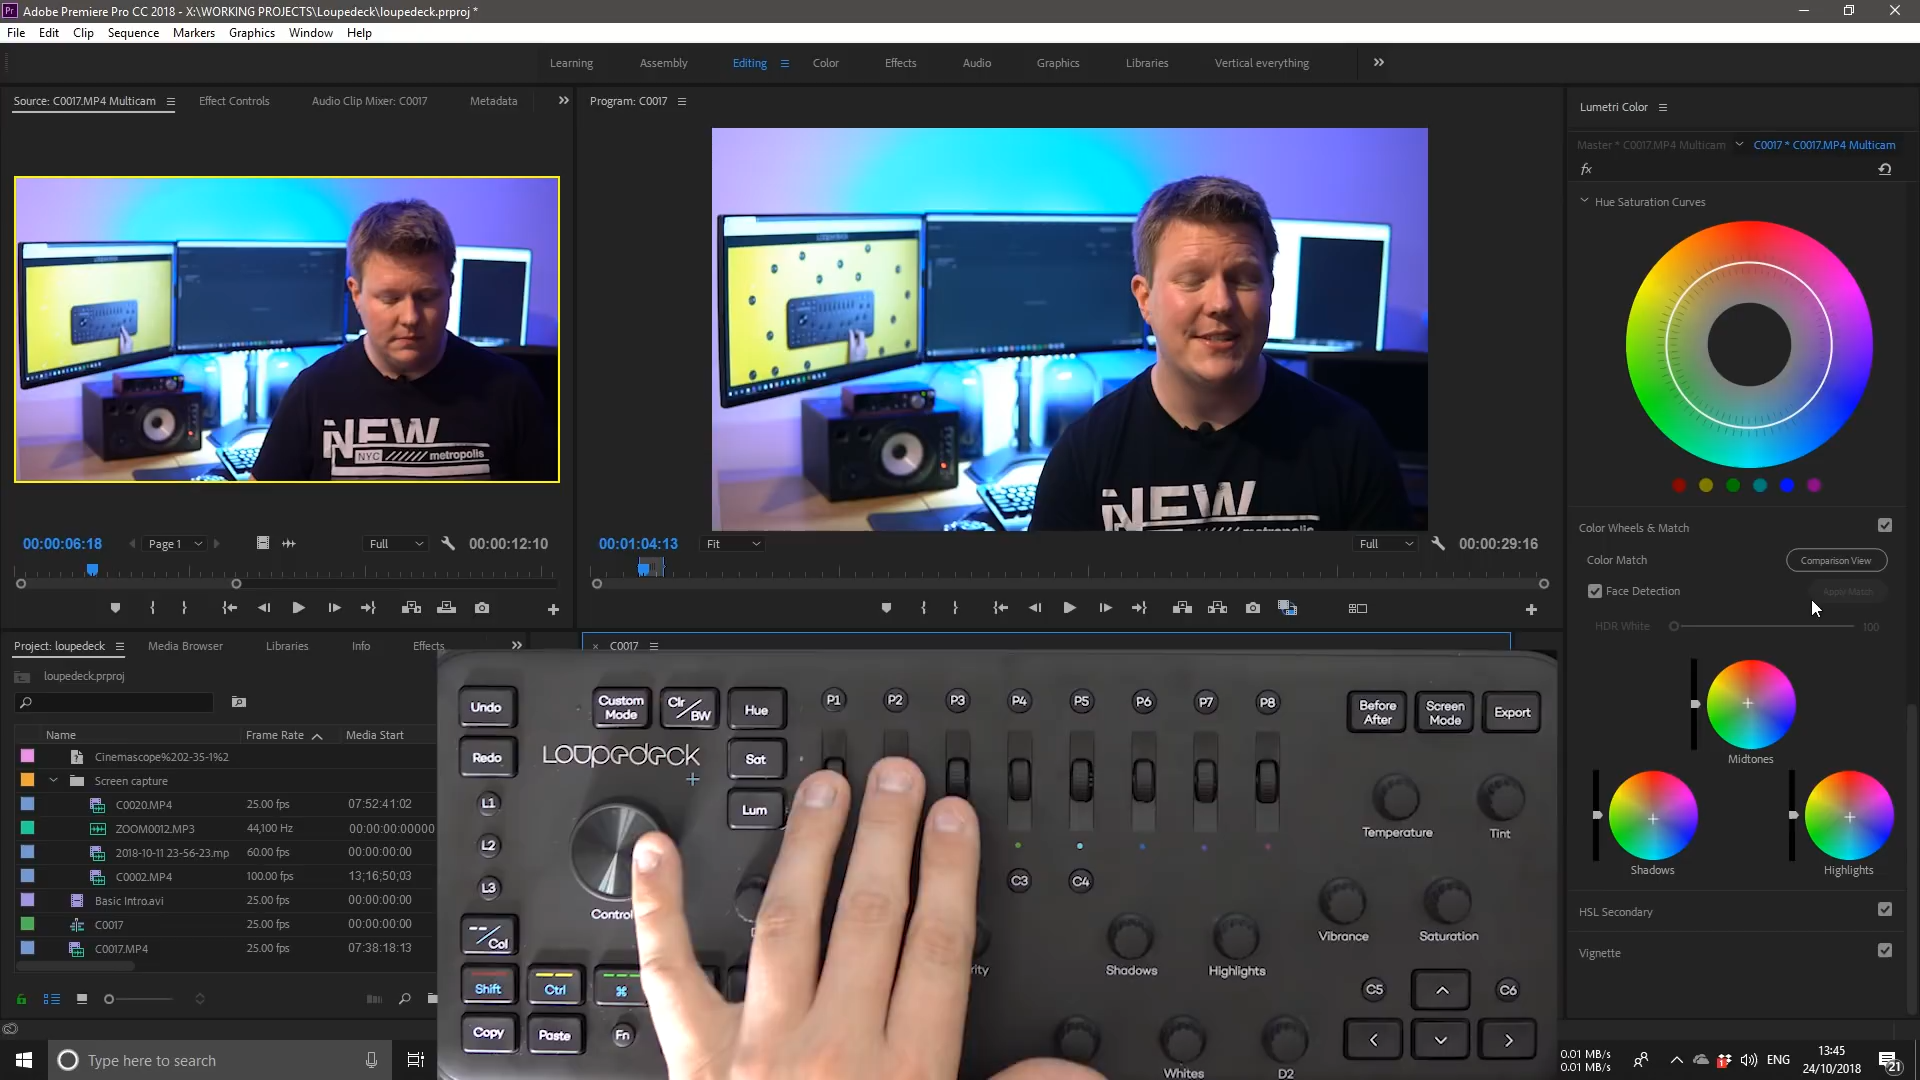 Adobe Premiere Pro CC 2018 - X:\WORKING PROJECTS\Loupedeck\loupedeck.prproj *
File Edit Clip Sequence Markers Graphics Window Help
Learning Assembly Editing Color Effects Audio Graphics Libraries Vertical everything
Source: C0017.MP4 Multicam Effect Controls Audio Clip Mixer: C0017 Metadata
Program: C0017
Lumetri Color
Master * C0017.MP4 Multicam C0017 * C0017.MP4 Multicam
fx
Hue Saturation Curves
NEW
NYC metropolis
NEW
Color Wheels & Match
Color Match Comparison View
Face Detection Apply Match
HDR White 100
Midtones
Shadows Highlights
HSL Secondary
Vignette
00:00:06:18 Page 1 Full 00:00:12:10
00:01:04:13 Fit Full 00:00:29:16
Project: loupedeck Media Browser Libraries Info Effects
loupedeck.prproj
Name Frame Rate Media Start
Cinemascope%202-35-1%2
Screen capture
C0020.MP4 25.00 fps 07:52:41:02
ZOOM0012.MP3 44,100 Hz 00:00:00:00000
2018-10-11 23-56-23.mp 60.00 fps 00:00:00:00
C0002.MP4 100.00 fps 13;16;50;03
Basic Intro.avi 25.00 fps 00:00:00:00
C0017 25.00 fps 00:00:00:00
C0017.MP4 25.00 fps 07:38:18:13
× C0017
Undo Custom Mode Clr/BW Hue P1 P2 P3 P4 P5 P6 P7 P8 Before After Screen Mode Export
Redo Loupedeck Sat
L1 Lum
Temperature Tint
L2
L3 C3 C4
Control
Col Vibrance Saturation
Shadows Highlights
Shift Ctrl ⌘ C5 C6
Copy Paste Fn
Whites D2
Type here to search
0.01 MB/s
0.01 MB/s
ENG
13:45
24/10/2018
21